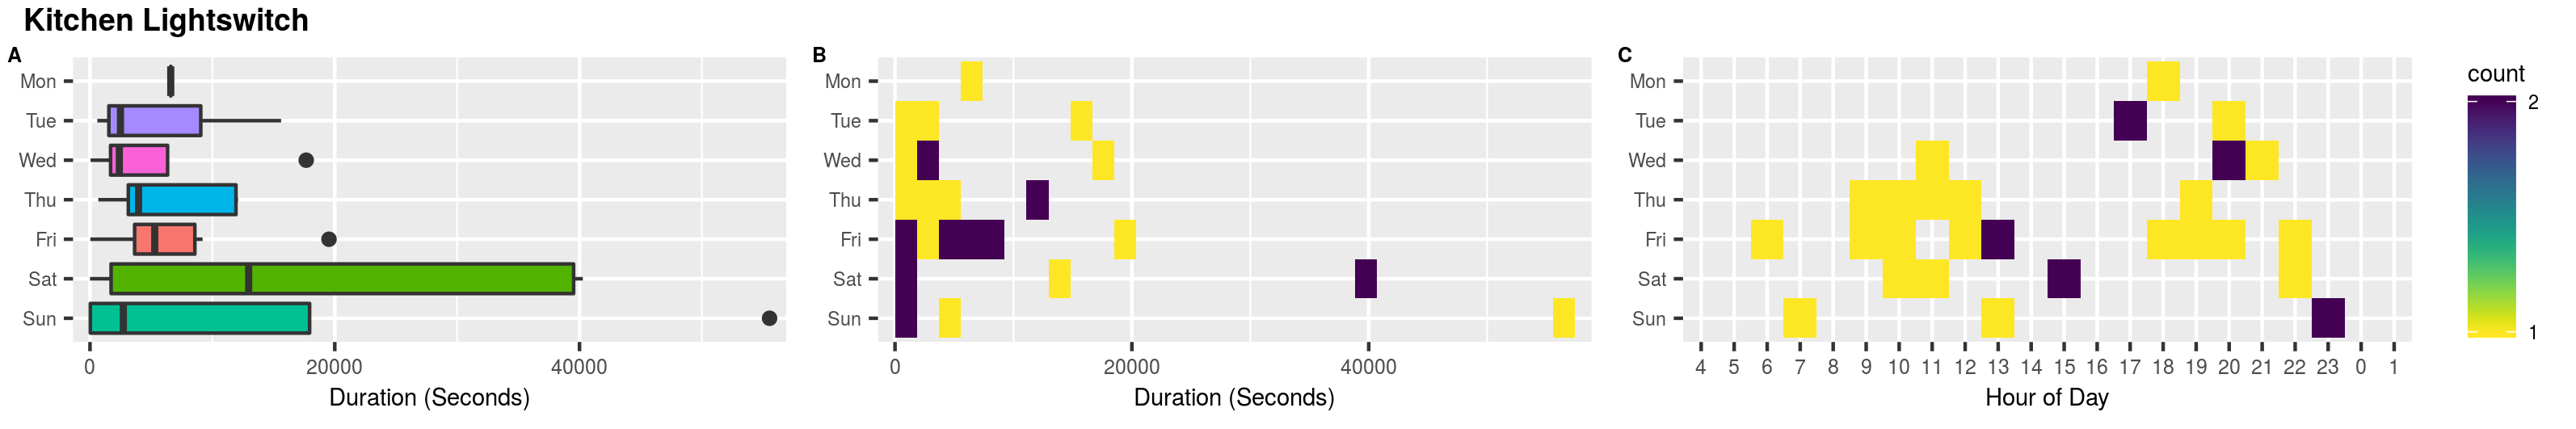 Kitchen Lightswitch
A
Mon
Tue
Wed
Thu
Fri
Sat
Sun
0 20000 40000
Duration (Seconds)
B
Mon
Tue
Wed
Thu
Fri
Sat
Sun
0 20000 40000
Duration (Seconds)
C
Mon
Tue
Wed
Thu
Fri
Sat
Sun
4 5 6 7 8 9 10 11 12 13 14 15 16 17 18 19 20 21 22 23 0 1
Hour of Day
count
2
1